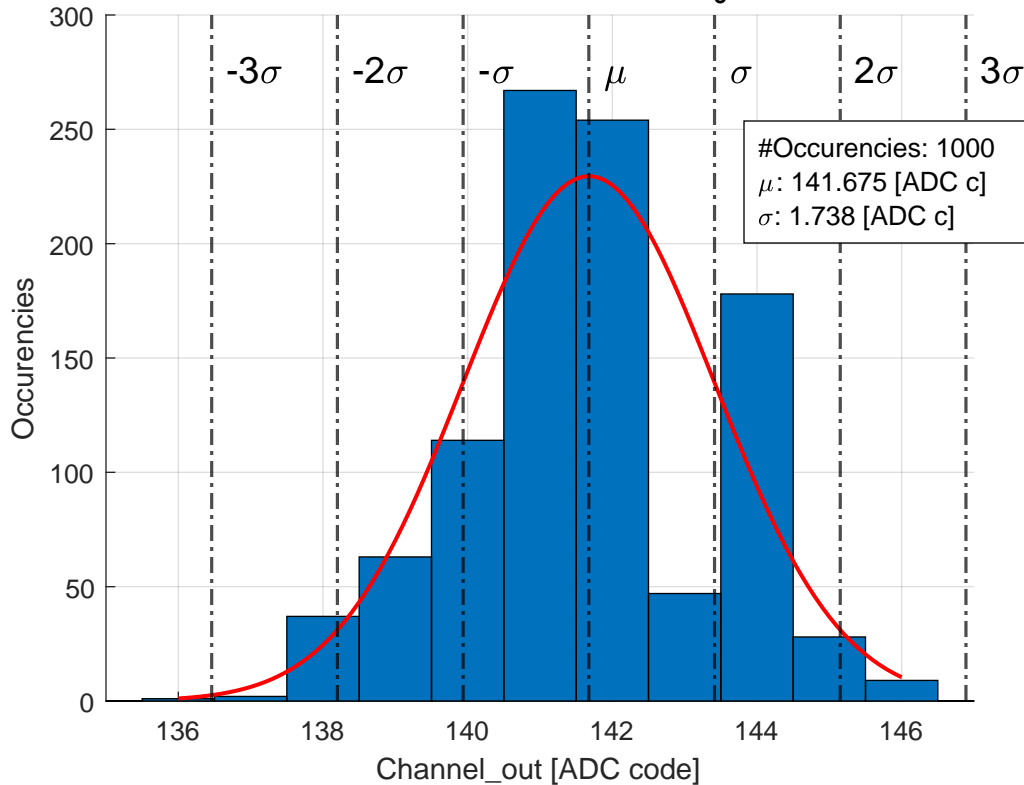 300
-3σ
-2σ
-σ
μ
σ
2σ
3σ
250
#Occurencies: 1000
μ: 141.675 [ADC c]
σ: 1.738 [ADC c]
200
150
100
50
0
Occurencies
136
138
140
142
144
146
Channel_out [ADC code]